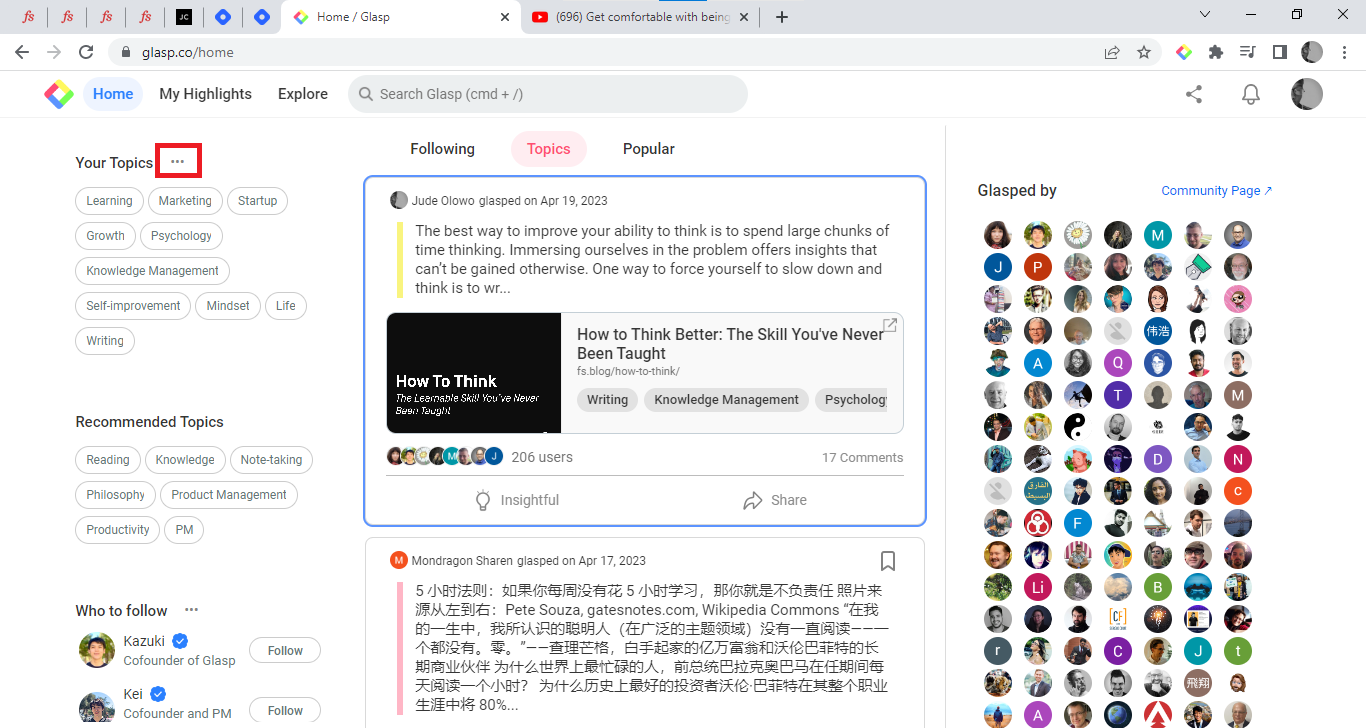 fs
fs
fs
fs
JC
Home / Glasp
(696) Get comfortable with being
glasp.co/home
Home
My Highlights
Explore
Search Glasp (cmd + /)
Your Topics
Learning
Marketing
Startup
Growth
Psychology
Knowledge Management
Self-improvement
Mindset
Life
Writing
Recommended Topics
Reading
Knowledge
Note-taking
Philosophy
Product Management
Productivity
PM
Who to follow
Kazuki
Cofounder of Glasp
Follow
Kei
Cofounder and PM
Follow
Following
Topics
Popular
Jude Olowo glasped on Apr 19, 2023
The best way to improve your ability to think is to spend large chunks of
time thinking. Immersing ourselves in the problem offers insights that
can’t be gained otherwise. One way to force yourself to slow down and
think is to wr...
How To Think
The Learnable Skill You've Never
Been Taught
How to Think Better: The Skill You've Never
Been Taught
fs.blog/how-to-think/
Writing
Knowledge Management
Psycholog
M
J
206 users
17 Comments
Insightful
Share
M
Mondragon Sharen glasped on Apr 17, 2023
5 小时法则：如果你每周没有花 5 小时学习，那你就是不负责任 照片来
源从左到右：Pete Souza, gatesnotes.com, Wikipedia Commons “在我
的一生中，我所认识的聪明人（在广泛的主题领域）没有一直阅读——一
个都没有。零。”——查理芒格，白手起家的亿万富翁和沃伦巴菲特的长
期商业伙伴 为什么世界上最忙碌的人，前总统巴拉克奥巴马在任期间每
天阅读一个小时？ 为什么历史上最好的投资者沃伦·巴菲特在其整个职业
生涯中将 80%...
Glasped by
Community Page ↗
M
J
P
伟浩
A
Q
T
M
D
N
c
F
Li
B
CF
r
C
J
t
飛翔
A